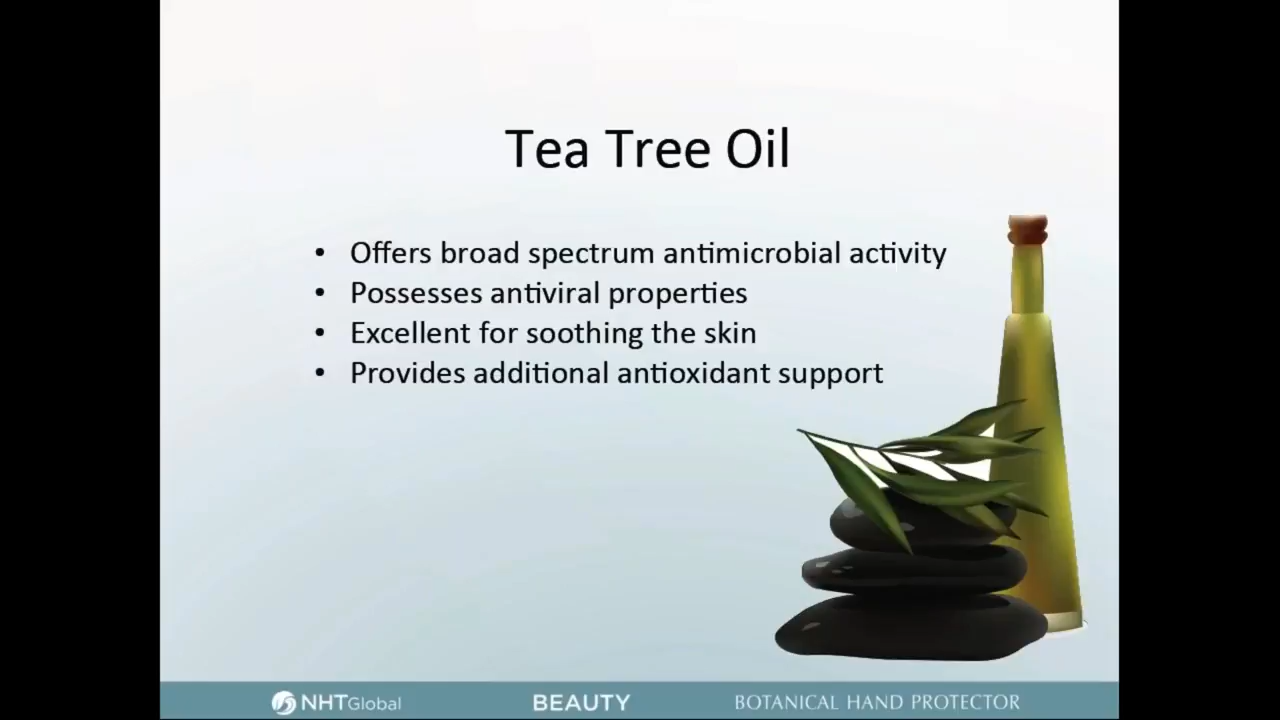 Tea Tree Oil
• Offers broad spectrum antimicrobial activity
• Possesses antiviral properties
• Excellent for soothing the skin
• Provides additional antioxidant support
NHTGlobal BEAUTY BOTANICAL HAND PROTECTOR